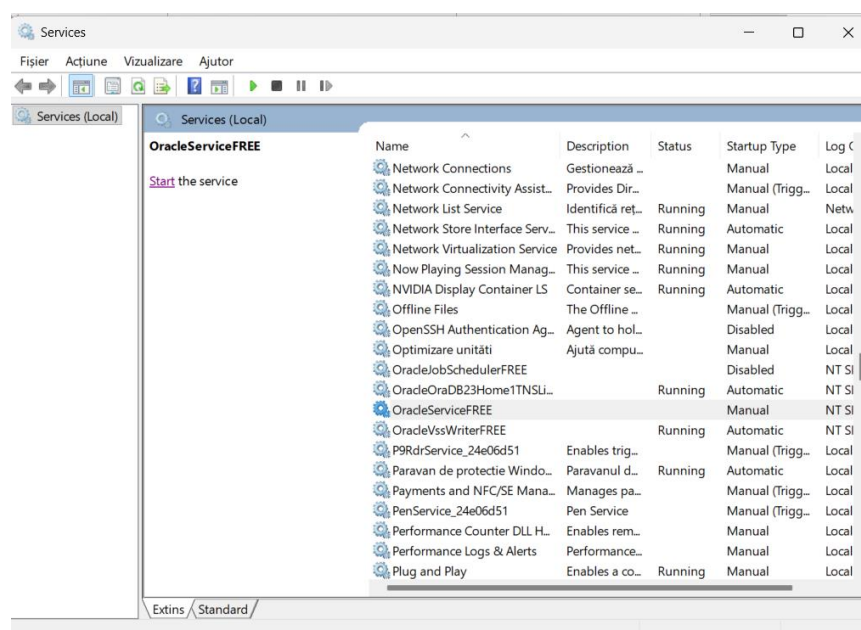 Services
Fișier Acțiune Vizualizare Ajutor
Services (Local)
Services (Local)
OracleServiceFREE
Start the service
Name Description Status Startup Type Log O
Network Connections Gestionează ... Manual Local
Network Connectivity Assist... Provides Dir... Manual (Trigg... Local
Network List Service Identifică reț... Running Manual Netw
Network Store Interface Serv... This service ... Running Automatic Local
Network Virtualization Service Provides net... Running Manual Local
Now Playing Session Manag... This service ... Running Manual Local
NVIDIA Display Container LS Container se... Running Automatic Local
Offline Files The Offline ... Manual (Trigg... Local
OpenSSH Authentication Ag... Agent to hol... Disabled Local
Optimizare unităti Ajută compu... Manual Local
OracleJobSchedulerFREE Disabled NT SI
OracleOraDB23Home1TNSLi... Running Automatic NT SI
OracleServiceFREE Manual NT SI
OracleVssWriterFREE Running Automatic NT SI
P9RdrService_24e06d51 Enables trig... Manual (Trigg... Local
Paravan de protectie Windo... Paravanul d... Running Automatic Local
Payments and NFC/SE Mana... Manages pa... Manual (Trigg... Local
PenService_24e06d51 Pen Service Manual (Trigg... Local
Performance Counter DLL H... Enables rem... Manual Local
Performance Logs & Alerts Performance... Manual Local
Plug and Play Enables a co... Running Manual Local
Extins Standard